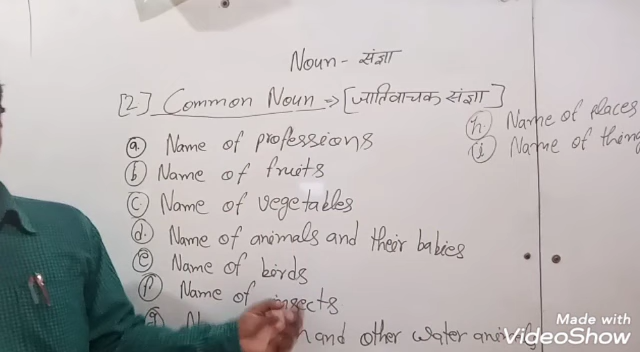 Noun - संज्ञा
[2] Common Noun ⇒ [जातिवाचक संज्ञा]
(a.) Name of professions
(b) Name of fruits
(c.) Name of vegetables
(d.) Name of animals and their babies
(e) Name of birds
(f) Name of insects
(g) and other water
(h.) Name of places
(i) Name of
Made with
VideoShow